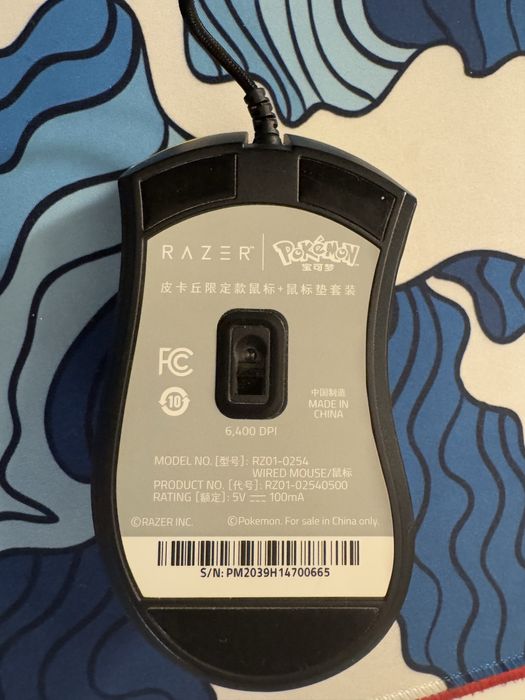 RAZER™ | Pokémon
宝可梦
皮卡丘限定款鼠标+鼠标垫套装
FC
10
中国制造
MADE IN
CHINA
6,400 DPI
MODEL NO. [型号]: RZ01-0254
WIRED MOUSE/鼠标
PRODUCT NO. [代号]: RZ01-02540500
RATING [额定]: 5V⎓100mA
©RAZER INC. ©Pokemon. For sale in China only.
S/N: PM2039H14700665